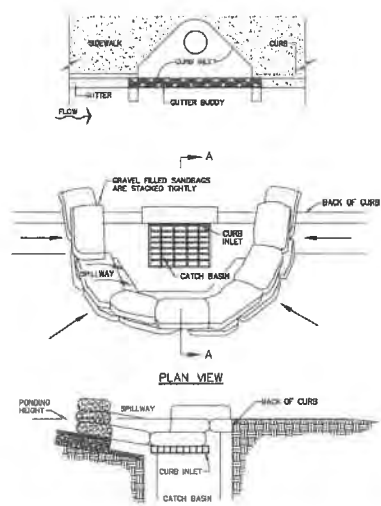 SIDEWALK
CURB
CURB INLET
GUTTER
GUTTER BUDDY
FLOW
A
GRAVEL FILLED SANDBAGS
ARE STACKED TIGHTLY
BACK OF CURB
CURB
INLET
CATCH BASIN
SPILLWAY
A
PLAN VIEW
PONDING
HEIGHT
SPILLWAY
BACK OF CURB
CURB INLET
CATCH BASIN